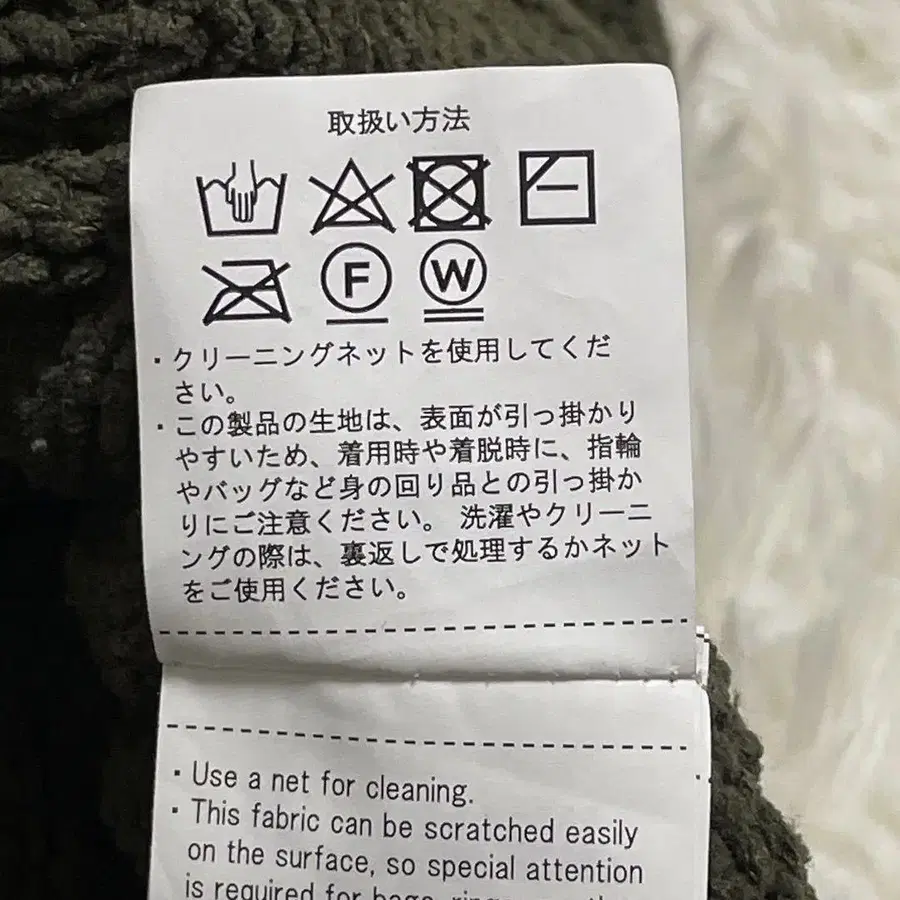 取扱い方法
F W
・クリーニングネットを使用してくだ
さい。
・この製品の生地は、表面が引っ掛かり
やすいため、着用時や着脱時に、指輪
やバッグなど身の回り品との引っ掛か
りにご注意ください。 洗濯やクリーニ
ングの際は、裏返しで処理するかネット
をご使用ください。
・Use a net for cleaning.
・This fabric can be scratched easily
on the surface, so special attention
is required for bags, rings